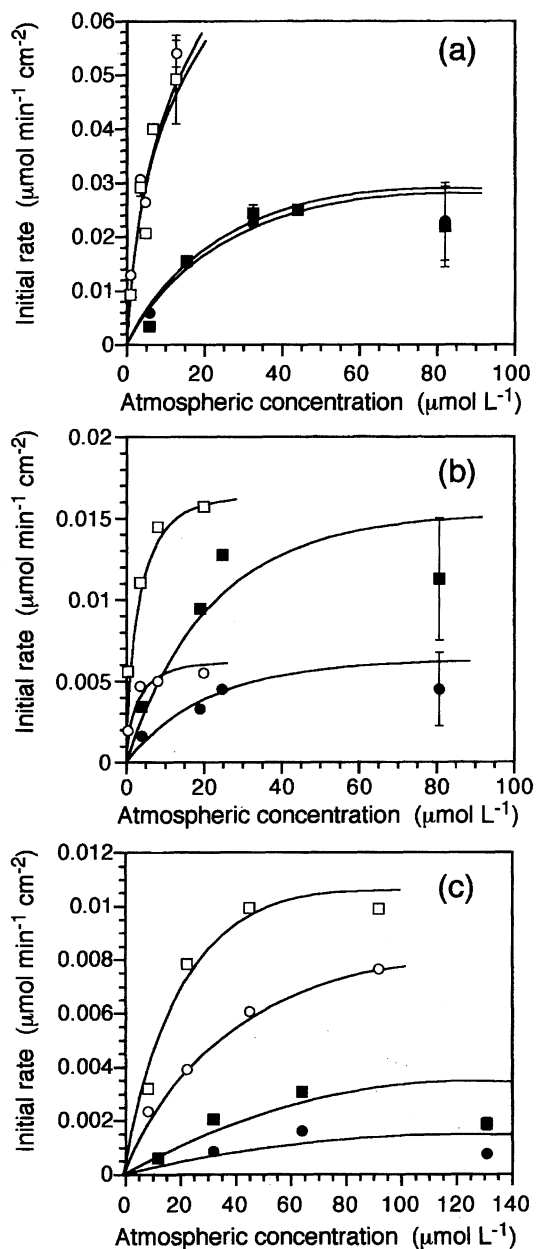 (a)
Initial rate (μmol min⁻¹ cm⁻²)
0.06
0.05
0.04
0.03
0.02
0.01
0
0 20 40 60 80 100
Atmospheric concentration (μmol L⁻¹)
(b)
Initial rate (μmol min⁻¹ cm⁻²)
0.02
0.015
0.01
0.005
0
0 20 40 60 80 100
Atmospheric concentration (μmol L⁻¹)
(c)
Initial rate (μmol min⁻¹ cm⁻²)
0.012
0.01
0.008
0.006
0.004
0.002
0
0 20 40 60 80 100 120 140
Atmospheric concentration (μmol L⁻¹)